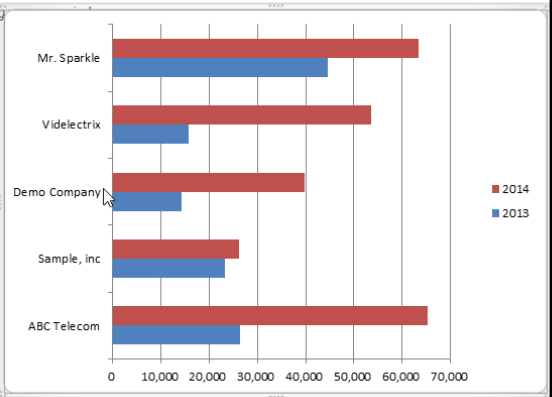 Mr. Sparkle
Videlectrix
Demo Company
Sample, inc
ABC Telecom
2014
2013
0 10,000 20,000 30,000 40,000 50,000 60,000 70,000